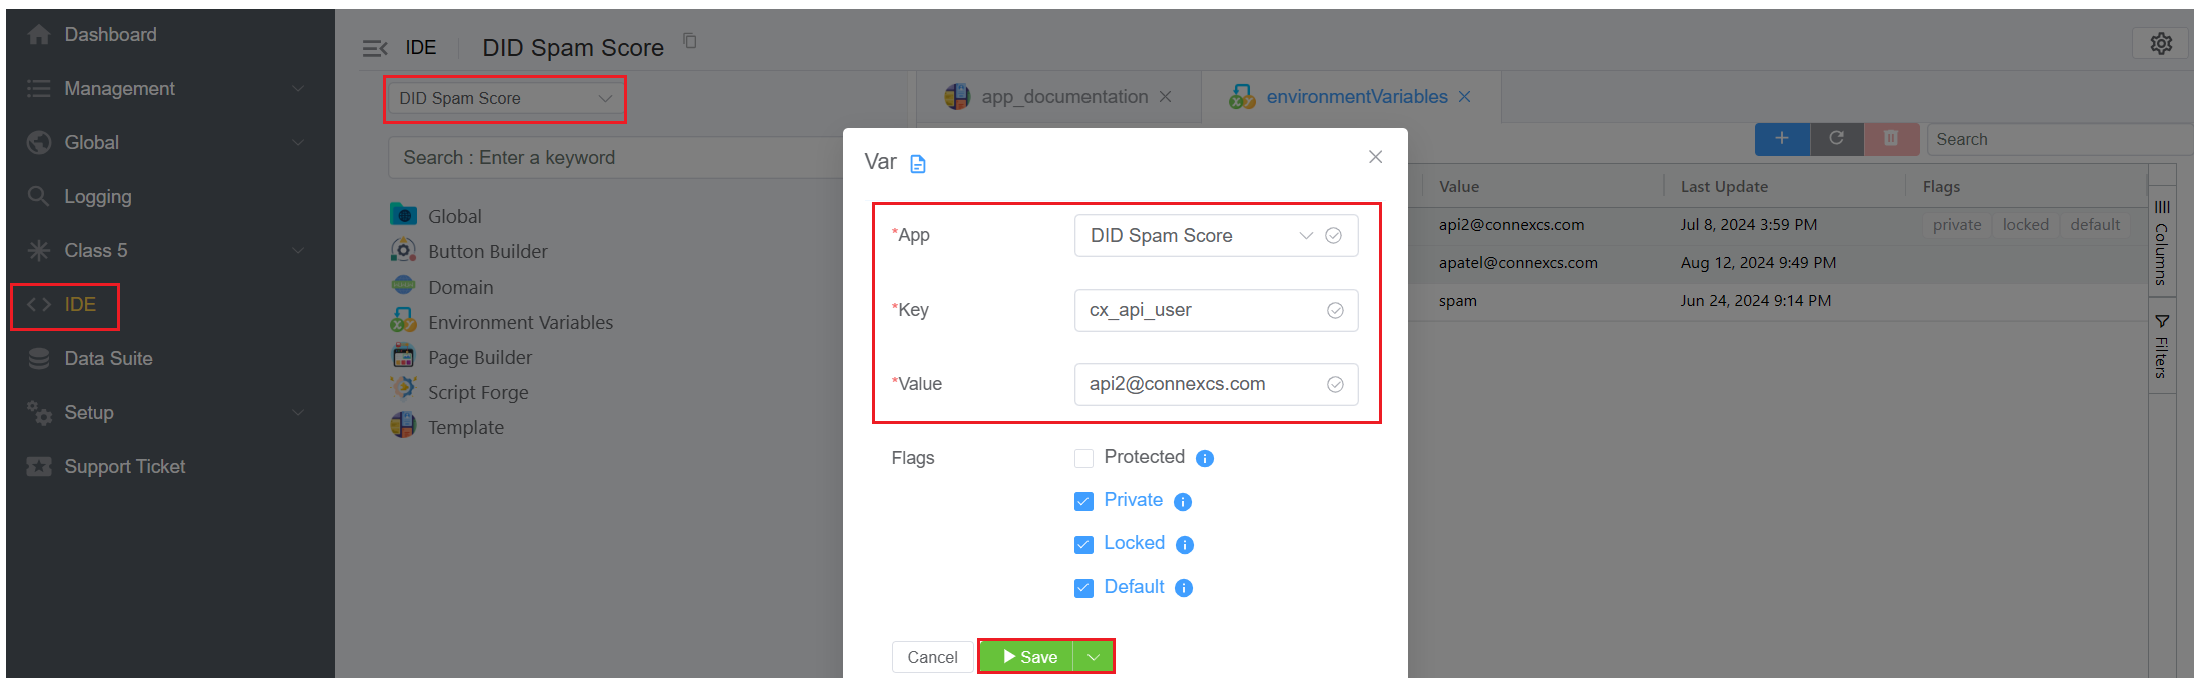 Dashboard
Management
Global
Logging
Class 5
IDE
Data Suite
Setup
Support Ticket
IDE
DID Spam Score
DID Spam Score
Search : Enter a keyword
Global
Button Builder
Domain
Environment Variables
Page Builder
Script Forge
Template
app_documentation
environmentVariables
Search
Value Last Update Flags
api2@connexcs.com Jul 8, 2024 3:59 PM private locked default
apatel@connexcs.com Aug 12, 2024 9:49 PM
spam Jun 24, 2024 9:14 PM
Columns
Filters
Var
*App DID Spam Score
*Key cx_api_user
*Value api2@connexcs.com
Flags Protected
Private
Locked
Default
Cancel Save